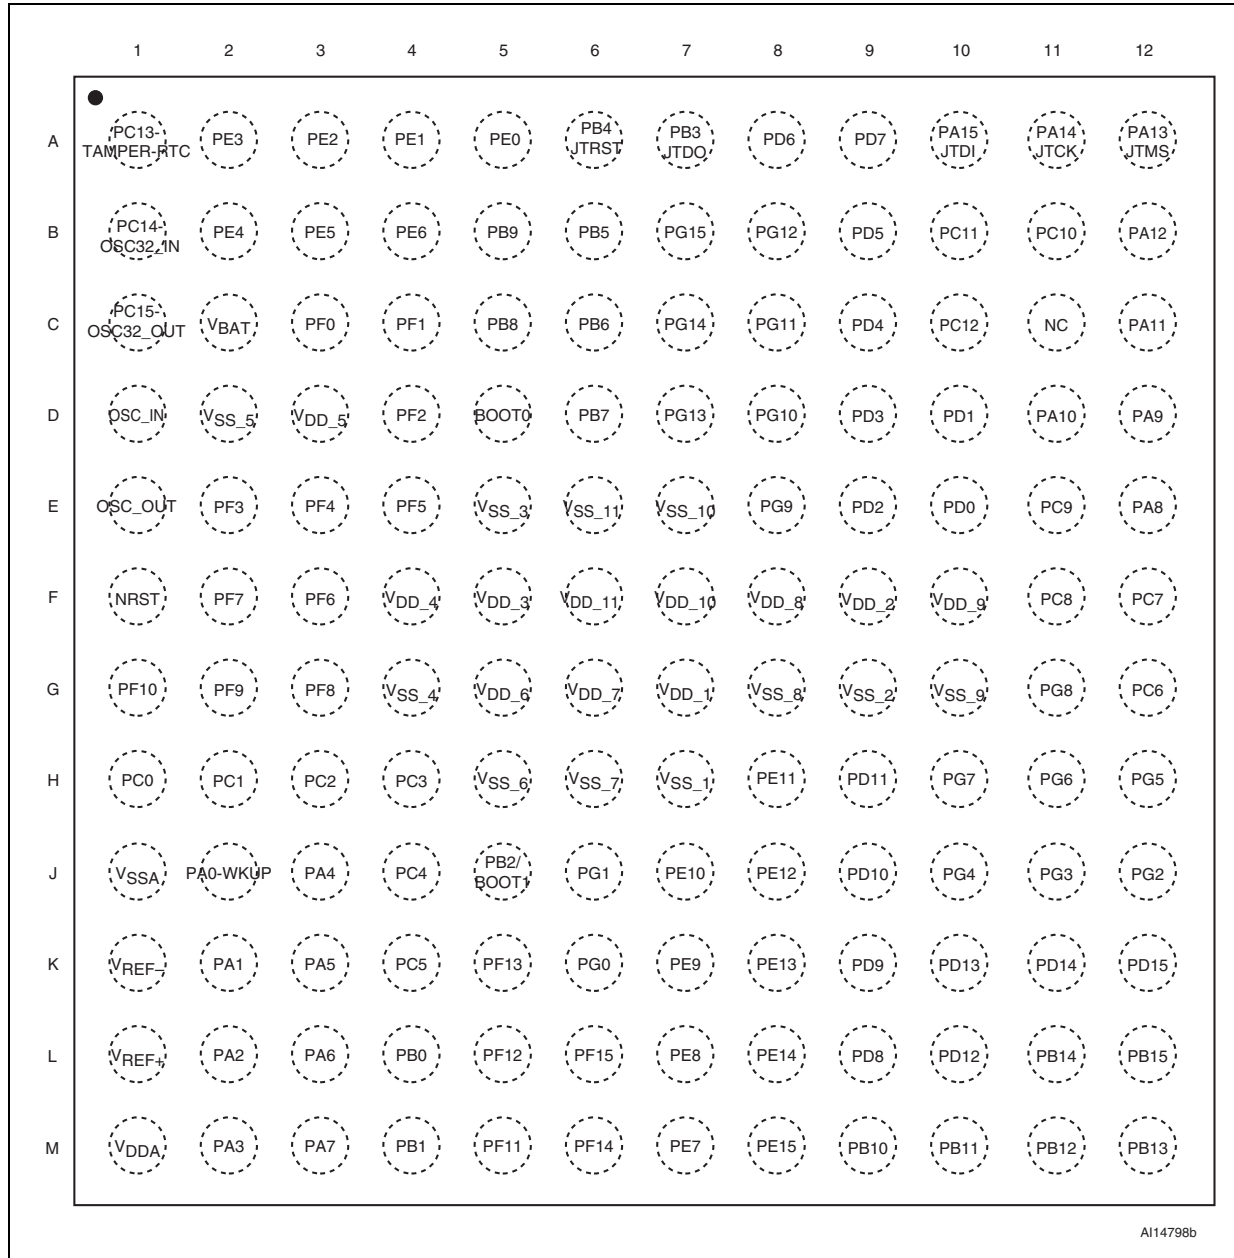 1 2 3 4 5 6 7 8 9 10 11 12
A PC13-TAMPER-RTC PE3 PE2 PE1 PE0 PB4 JTRST PB3 JTDO PD6 PD7 PA15 JTDI PA14 JTCK PA13 JTMS
B PC14-OSC32_IN PE4 PE5 PE6 PB9 PB5 PG15 PG12 PD5 PC11 PC10 PA12
C PC15-OSC32_OUT VBAT PF0 PF1 PB8 PB6 PG14 PG11 PD4 PC12 NC PA11
D OSC_IN VSS_5 VDD_5 PF2 BOOT0 PB7 PG13 PG10 PD3 PD1 PA10 PA9
E OSC_OUT PF3 PF4 PF5 VSS_3 VSS_11 VSS_10 PG9 PD2 PD0 PC9 PA8
F NRST PF7 PF6 VDD_4 VDD_3 VDD_11 VDD_10 VDD_8 VDD_2 VDD_9 PC8 PC7
G PF10 PF9 PF8 VSS_4 VDD_6 VDD_7 VDD_1 VSS_8 VSS_2 VSS_9 PG8 PC6
H PC0 PC1 PC2 PC3 VSS_6 VSS_7 VSS_1 PE11 PD11 PG7 PG6 PG5
J VSSA PA0-WKUP PA4 PC4 PB2/BOOT1 PG1 PE10 PE12 PD10 PG4 PG3 PG2
K VREF– PA1 PA5 PC5 PF13 PG0 PE9 PE13 PD9 PD13 PD14 PD15
L VREF+ PA2 PA6 PB0 PF12 PF15 PE8 PE14 PD8 PD12 PB14 PB15
M VDDA PA3 PA7 PB1 PF11 PF14 PE7 PE15 PB10 PB11 PB12 PB13
AI14798b